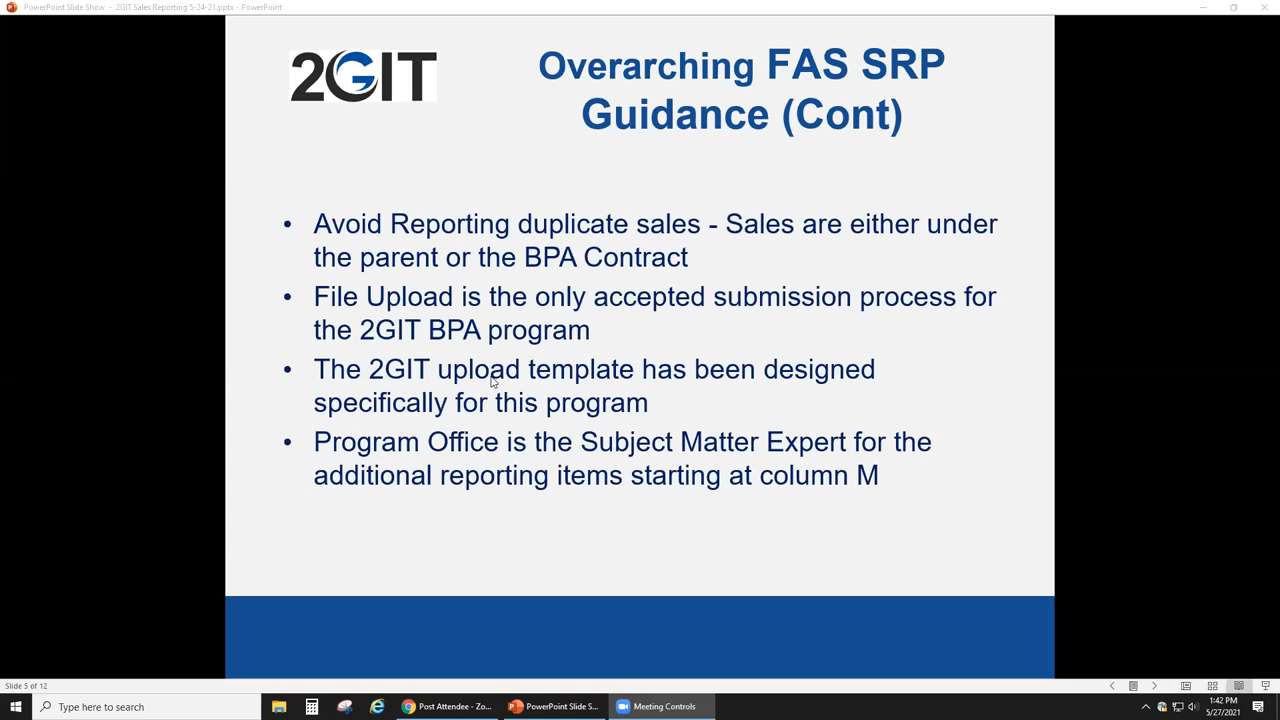 PowerPoint Slide Show - 2GIT Sales Reporting 5-24-21.pptx - PowerPoint
2GIT
Overarching FAS SRP
Guidance (Cont)
• Avoid Reporting duplicate sales - Sales are either under
the parent or the BPA Contract
• File Upload is the only accepted submission process for
the 2GIT BPA program
• The 2GIT upload template has been designed
specifically for this program
• Program Office is the Subject Matter Expert for the
additional reporting items starting at column M
Slide 5 of 12
Type here to search
Post Attendee - Zo...
PowerPoint Slide S...
Meeting Controls
1:42 PM
5/27/2021